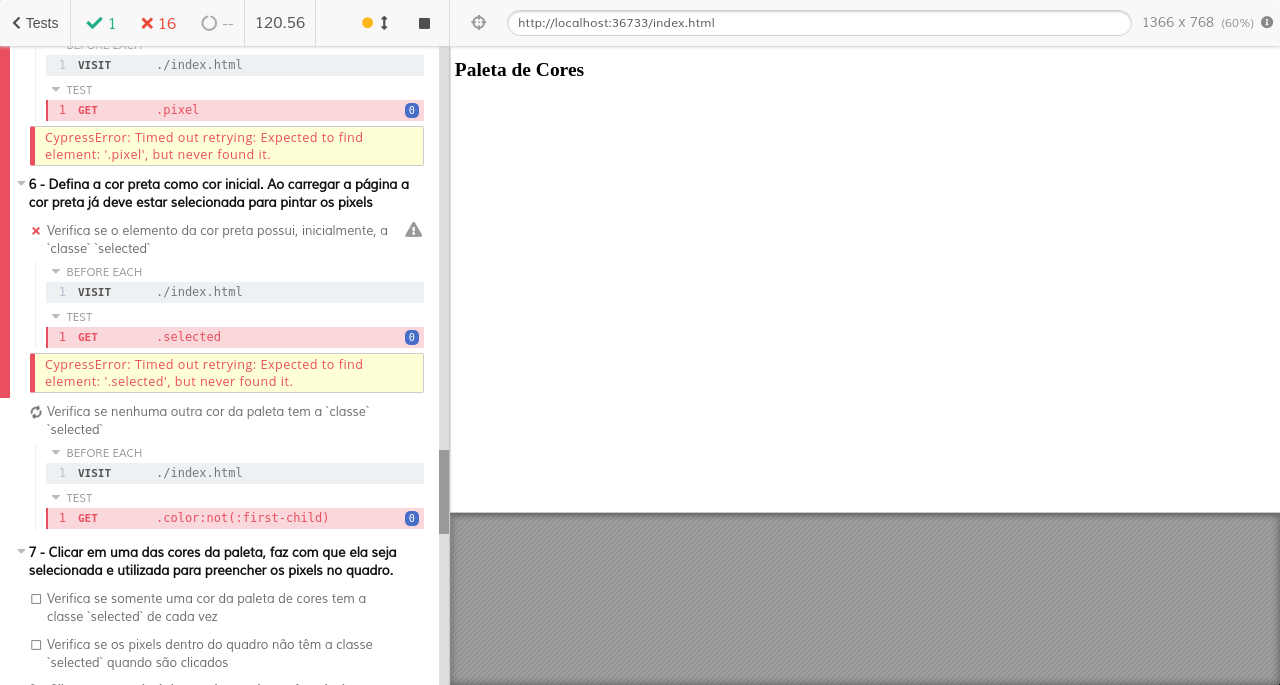 Tests 1 16 -- 120.56 http://localhost:36733/index.html 1366 x 768 (60%)
BEFORE EACH
1 VISIT ./index.html
TEST
1 GET .pixel 0
CypressError: Timed out retrying: Expected to find
element: '.pixel', but never found it.
6 - Defina a cor preta como cor inicial. Ao carregar a página a
cor preta já deve estar selecionada para pintar os pixels
Verifica se o elemento da cor preta possui, inicialmente, a
`classe` `selected`
BEFORE EACH
1 VISIT ./index.html
TEST
1 GET .selected 0
CypressError: Timed out retrying: Expected to find
element: '.selected', but never found it.
Verifica se nenhuma outra cor da paleta tem a `classe`
`selected`
BEFORE EACH
1 VISIT ./index.html
TEST
1 GET .color:not(:first-child) 0
7 - Clicar em uma das cores da paleta, faz com que ela seja
selecionada e utilizada para preencher os pixels no quadro.
Verifica se somente uma cor da paleta de cores tem a
classe `selected` de cada vez
Verifica se os pixels dentro do quadro não têm a classe
`selected` quando são clicados
Paleta de Cores